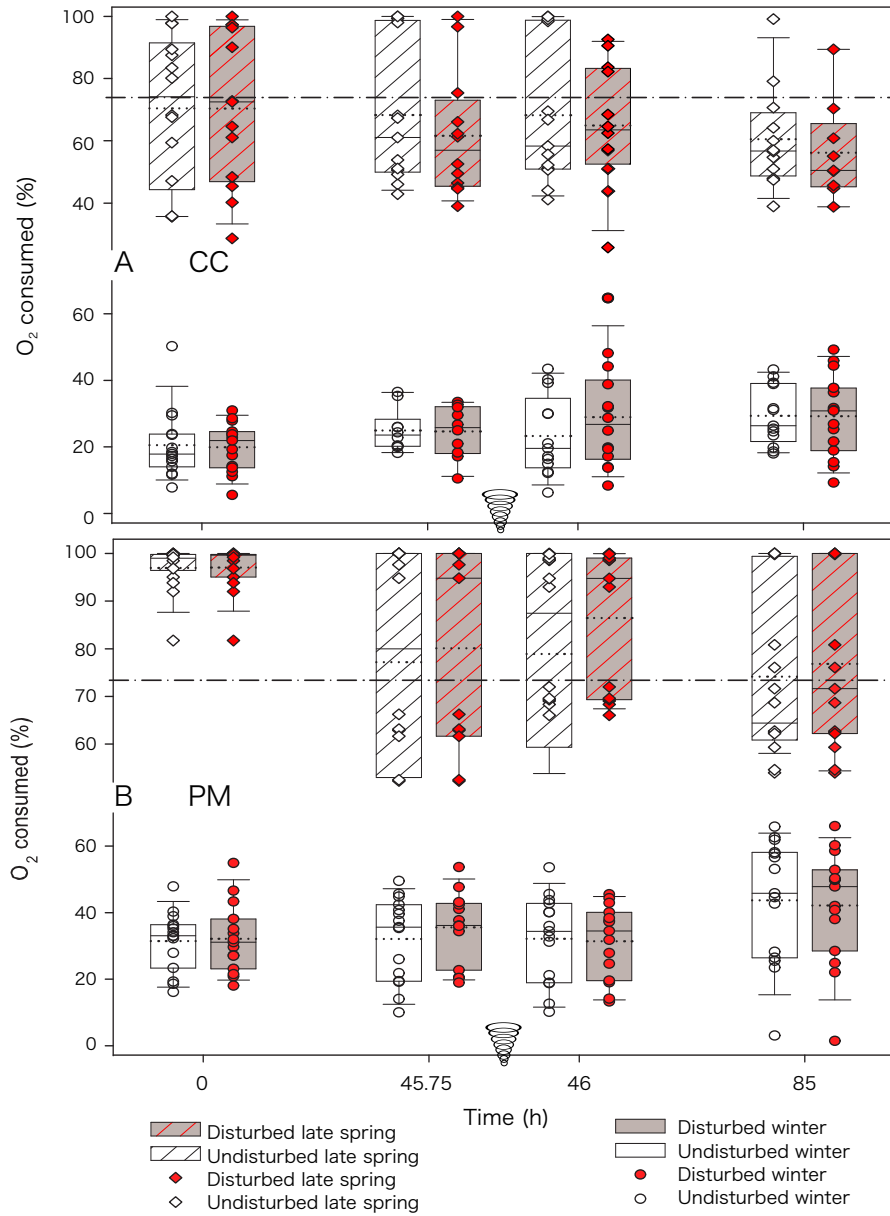 100
80
60
40
A CC
60
40
20
0
O₂ consumed (%)
100
90
80
70
60
B PM
60
40
20
0
O₂ consumed (%)
0 45.75 46 85
Time (h)
Disturbed late spring
Undisturbed late spring
Disturbed late spring
Undisturbed late spring
Disturbed winter
Undisturbed winter
Disturbed winter
Undisturbed winter